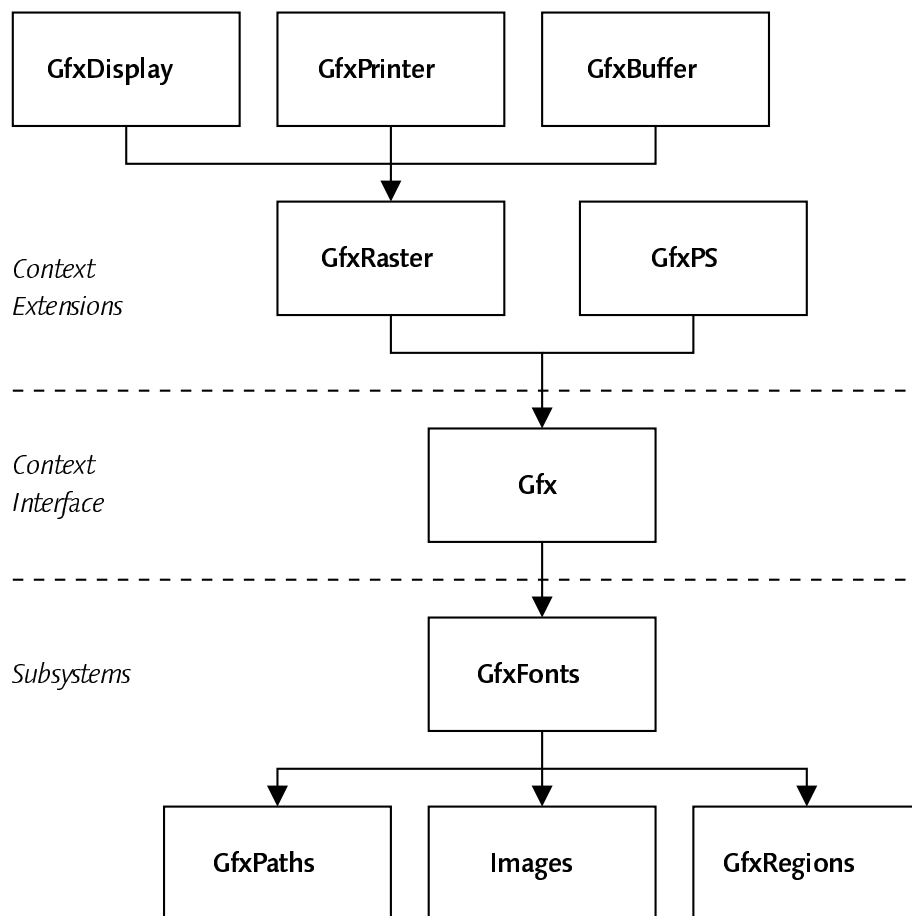 GfxDisplay
GfxPrinter
GfxBuffer
GfxRaster
GfxPS
Context
Extensions
Context
Interface
Gfx
Subsystems
GfxFonts
GfxPaths
Images
GfxRegions